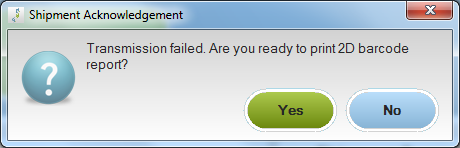 Shipment Acknowledgement
Transmission failed. Are you ready to print 2D barcode
report?
Yes
No